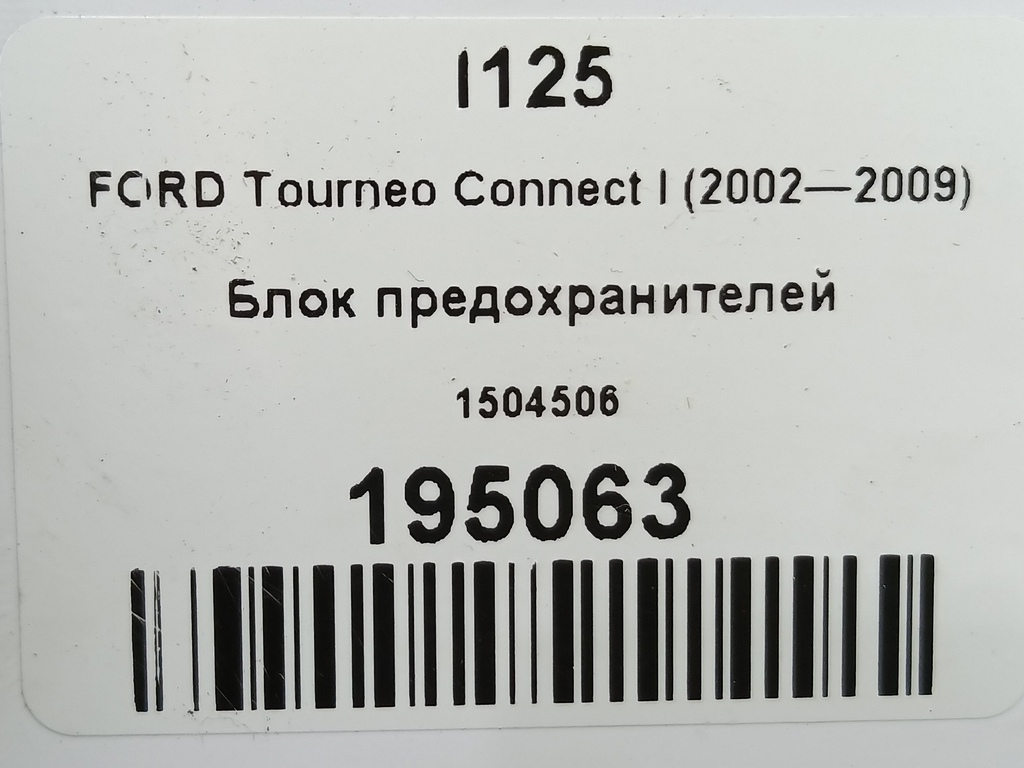 I125
FORD Tourneo Connect I (2002—2009)
Блок предохранителей
1504506
195063